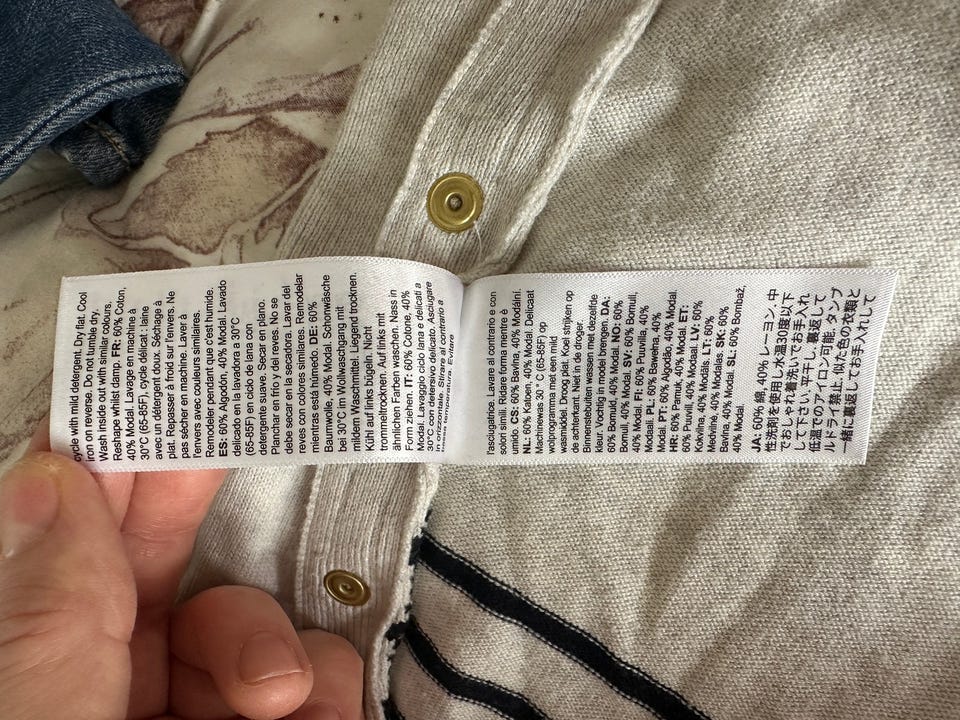 cycle with mild detergent. Dry flat. Cool
iron on reverse. Do not tumble dry.
Wash inside out with similar colours.
Reshape whilst damp. FR: 60% Coton,
40% Modal. Lavage en machine à
30°C (65-85F), cycle délicat : laine
avec un détergent doux. Séchage à
plat. Repasser à froid sur l'envers. Ne
pas sécher en machine. Laver à
l'envers avec couleurs similaires.
Remodeler pendant que c'est humide.
ES: 60% Algodón, 40% Modal. Lavado
delicado en la lavadora a 30°C
(65-85F) en ciclo de lana con
detergente suave. Secar en plano.
Plancha en frío y del reves. No se
debe secar en la secadora. Lavar del
reves con colores similares. Remodelar
mientras está húmedo. DE: 60%
Baumwolle, 40% Modal. Schonwäsche
bei 30°C im Wollwaschgang mit
mildem Waschmittel. Liegend trocknen.
Kühl auf links bügeln. Nicht
trommeltrocknen. Auf links mit
ähnlichen Farben waschen. Nass in
Form ziehen. IT: 60% Cotone, 40%
Modal. Lavaggio ciclo lana e delicati a
30°C con detersivo delicato. Asciugare
in orizzontale. Stirare al contrario a
temperatura. Evitare
l'asciugatrice. Lavare al contrario e con
colori simili. Ridare forma mentre è
umido. CS: 60% Bavlna, 40% Modální.
NL: 60% Katoen, 40% Modal. Delicaat
Machinewas 30 ° C (65-85F) op
wolprogramma met een mild
wasmiddel. Droog plat. Koel strijken op
de achterkant. Niet in de droger.
Binnenstebuiten wassen met dezelfde
kleur. Vochtig in model brengen. DA:
60% Bomuld, 40% Modal. NO: 60%
Bomull, 40% Modal. SV: 60% Bomull,
40% Modal. FI: 60% Puuvilla, 40%
Modaali. PL: 60% Bawełna, 40%
Modal. PT: 60% Algodão, 40% Modal.
HR: 60% Pamuk, 40% Modal. ET:
60% Puuvill, 40% Modaal. LV: 60%
Kokvilna, 40% Modāls. LT: 60%
Medvilnė, 40% Modalas. SK: 60%
Bavlna, 40% Modal. SL: 60% Bombaž,
40% Modal.
JA: 60% 綿, 40% レーヨン, 中
性洗剤を使用し水温30度以下
でおしゃれ着洗いでお手入れ
して下さい. 平干し. 裏返して
低温でのアイロン可能. タンブ
ルドライ禁止. 似た色の衣類と
一緒に裏返してお手入れして